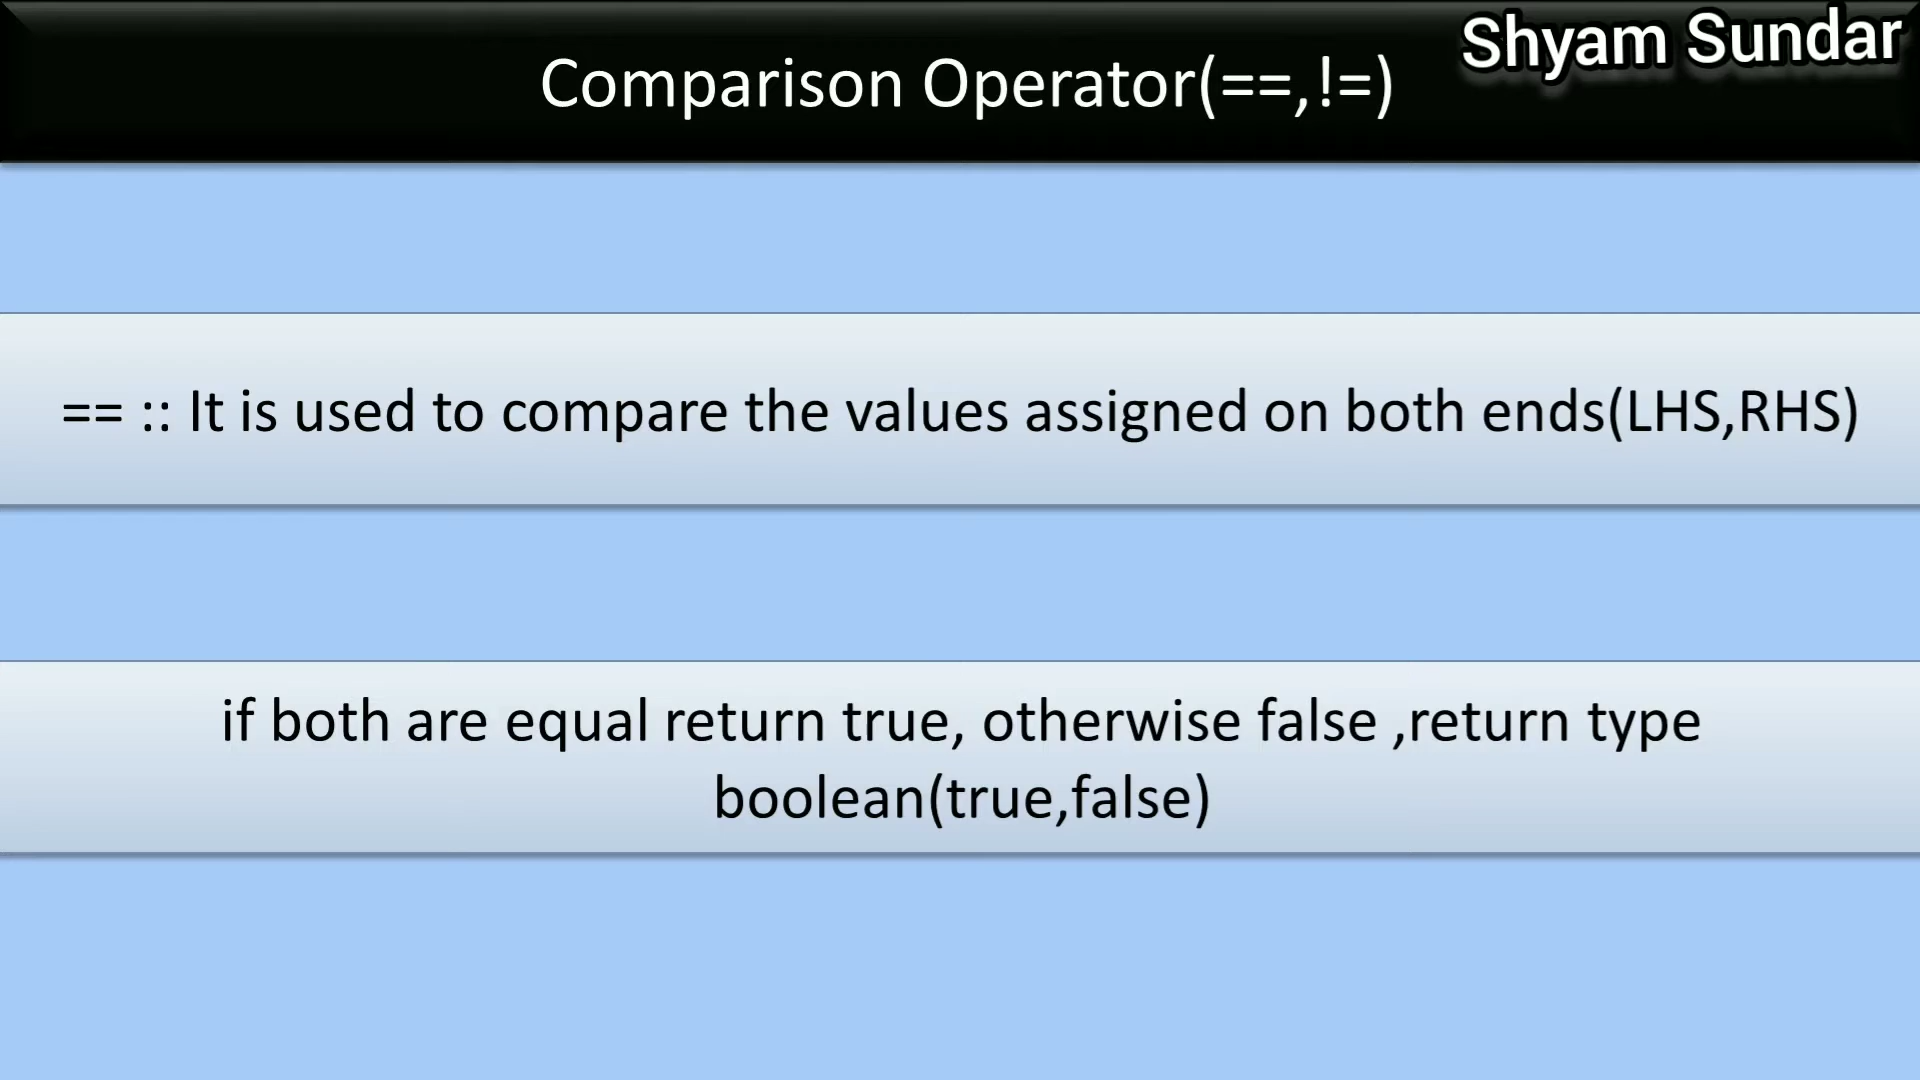 Comparison Operator(==,!=)
Shyam Sundar
== :: It is used to compare the values assigned on both ends(LHS,RHS)
if both are equal return true, otherwise false ,return type
boolean(true,false)